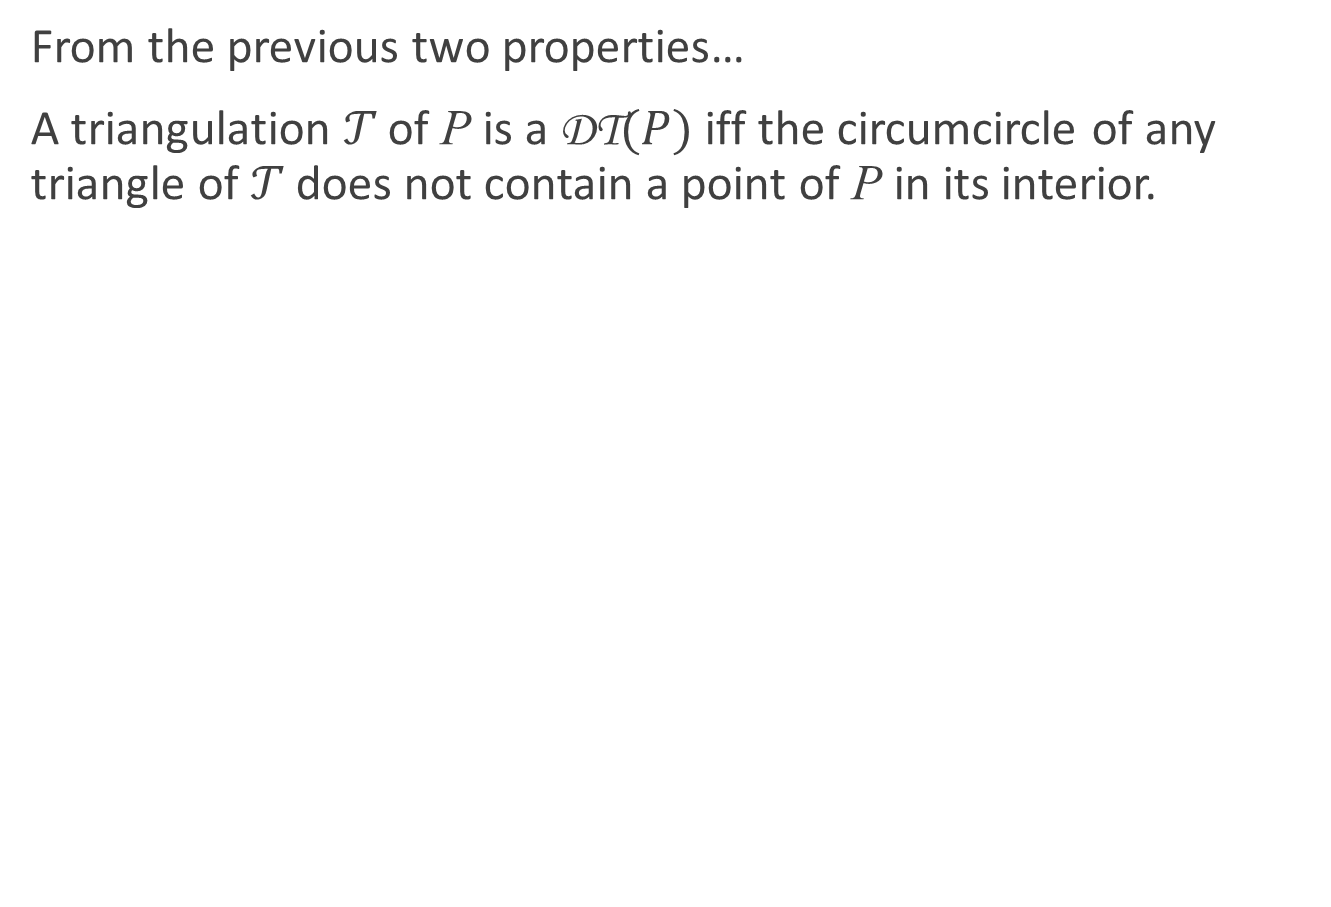 From the previous two properties…
A triangulation 𝒯 of 𝑃 is a 𝒟𝒯(𝑃) iff the circumcircle of any
triangle of 𝒯 does not contain a point of 𝑃 in its interior.